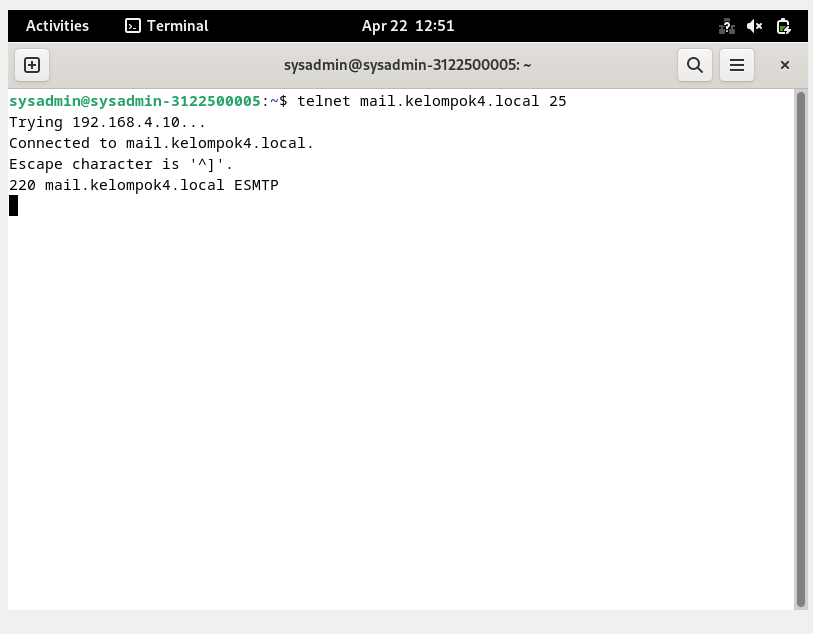 Activities Terminal Apr 22 12:51
sysadmin@sysadmin-3122500005: ~
sysadmin@sysadmin-3122500005:~$ telnet mail.kelompok4.local 25
Trying 192.168.4.10...
Connected to mail.kelompok4.local.
Escape character is '^]'.
220 mail.kelompok4.local ESMTP